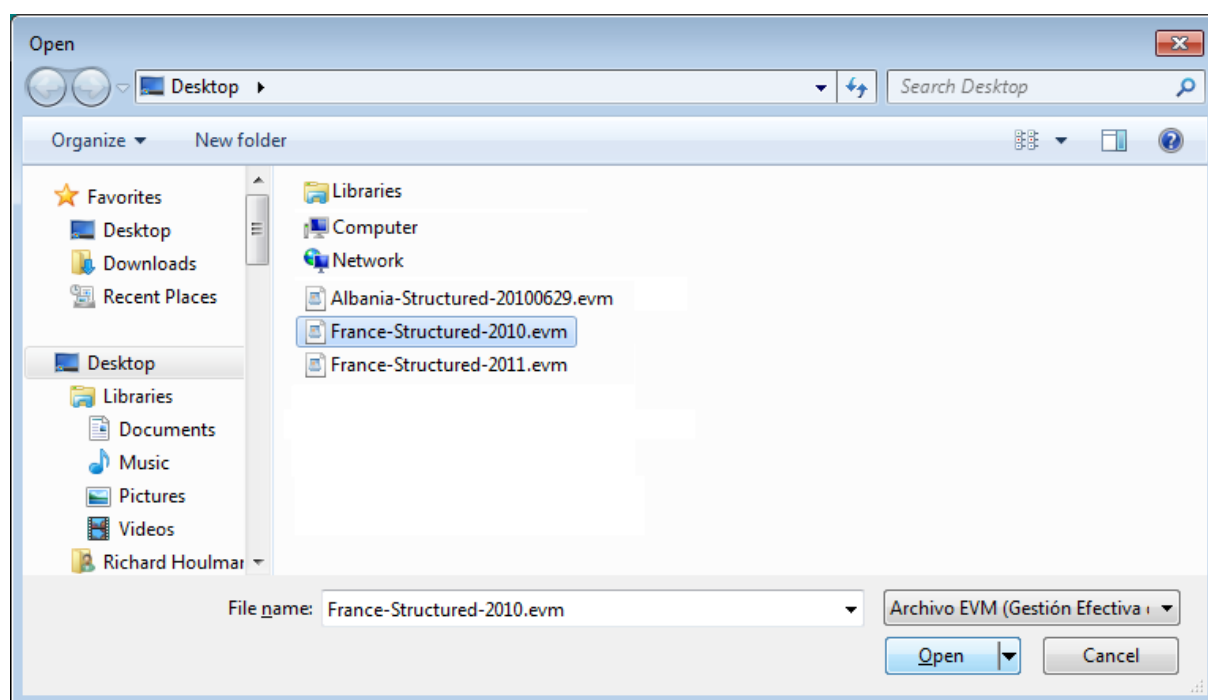 Open
Desktop
Search Desktop
Organize
New folder
Favorites
Desktop
Downloads
Recent Places
Desktop
Libraries
Documents
Music
Pictures
Videos
Richard Houlmar
Libraries
Computer
Network
Albania-Structured-20100629.evm
France-Structured-2010.evm
France-Structured-2011.evm
File name: France-Structured-2010.evm
Archivo EVM (Gestión Efectiva
Open
Cancel